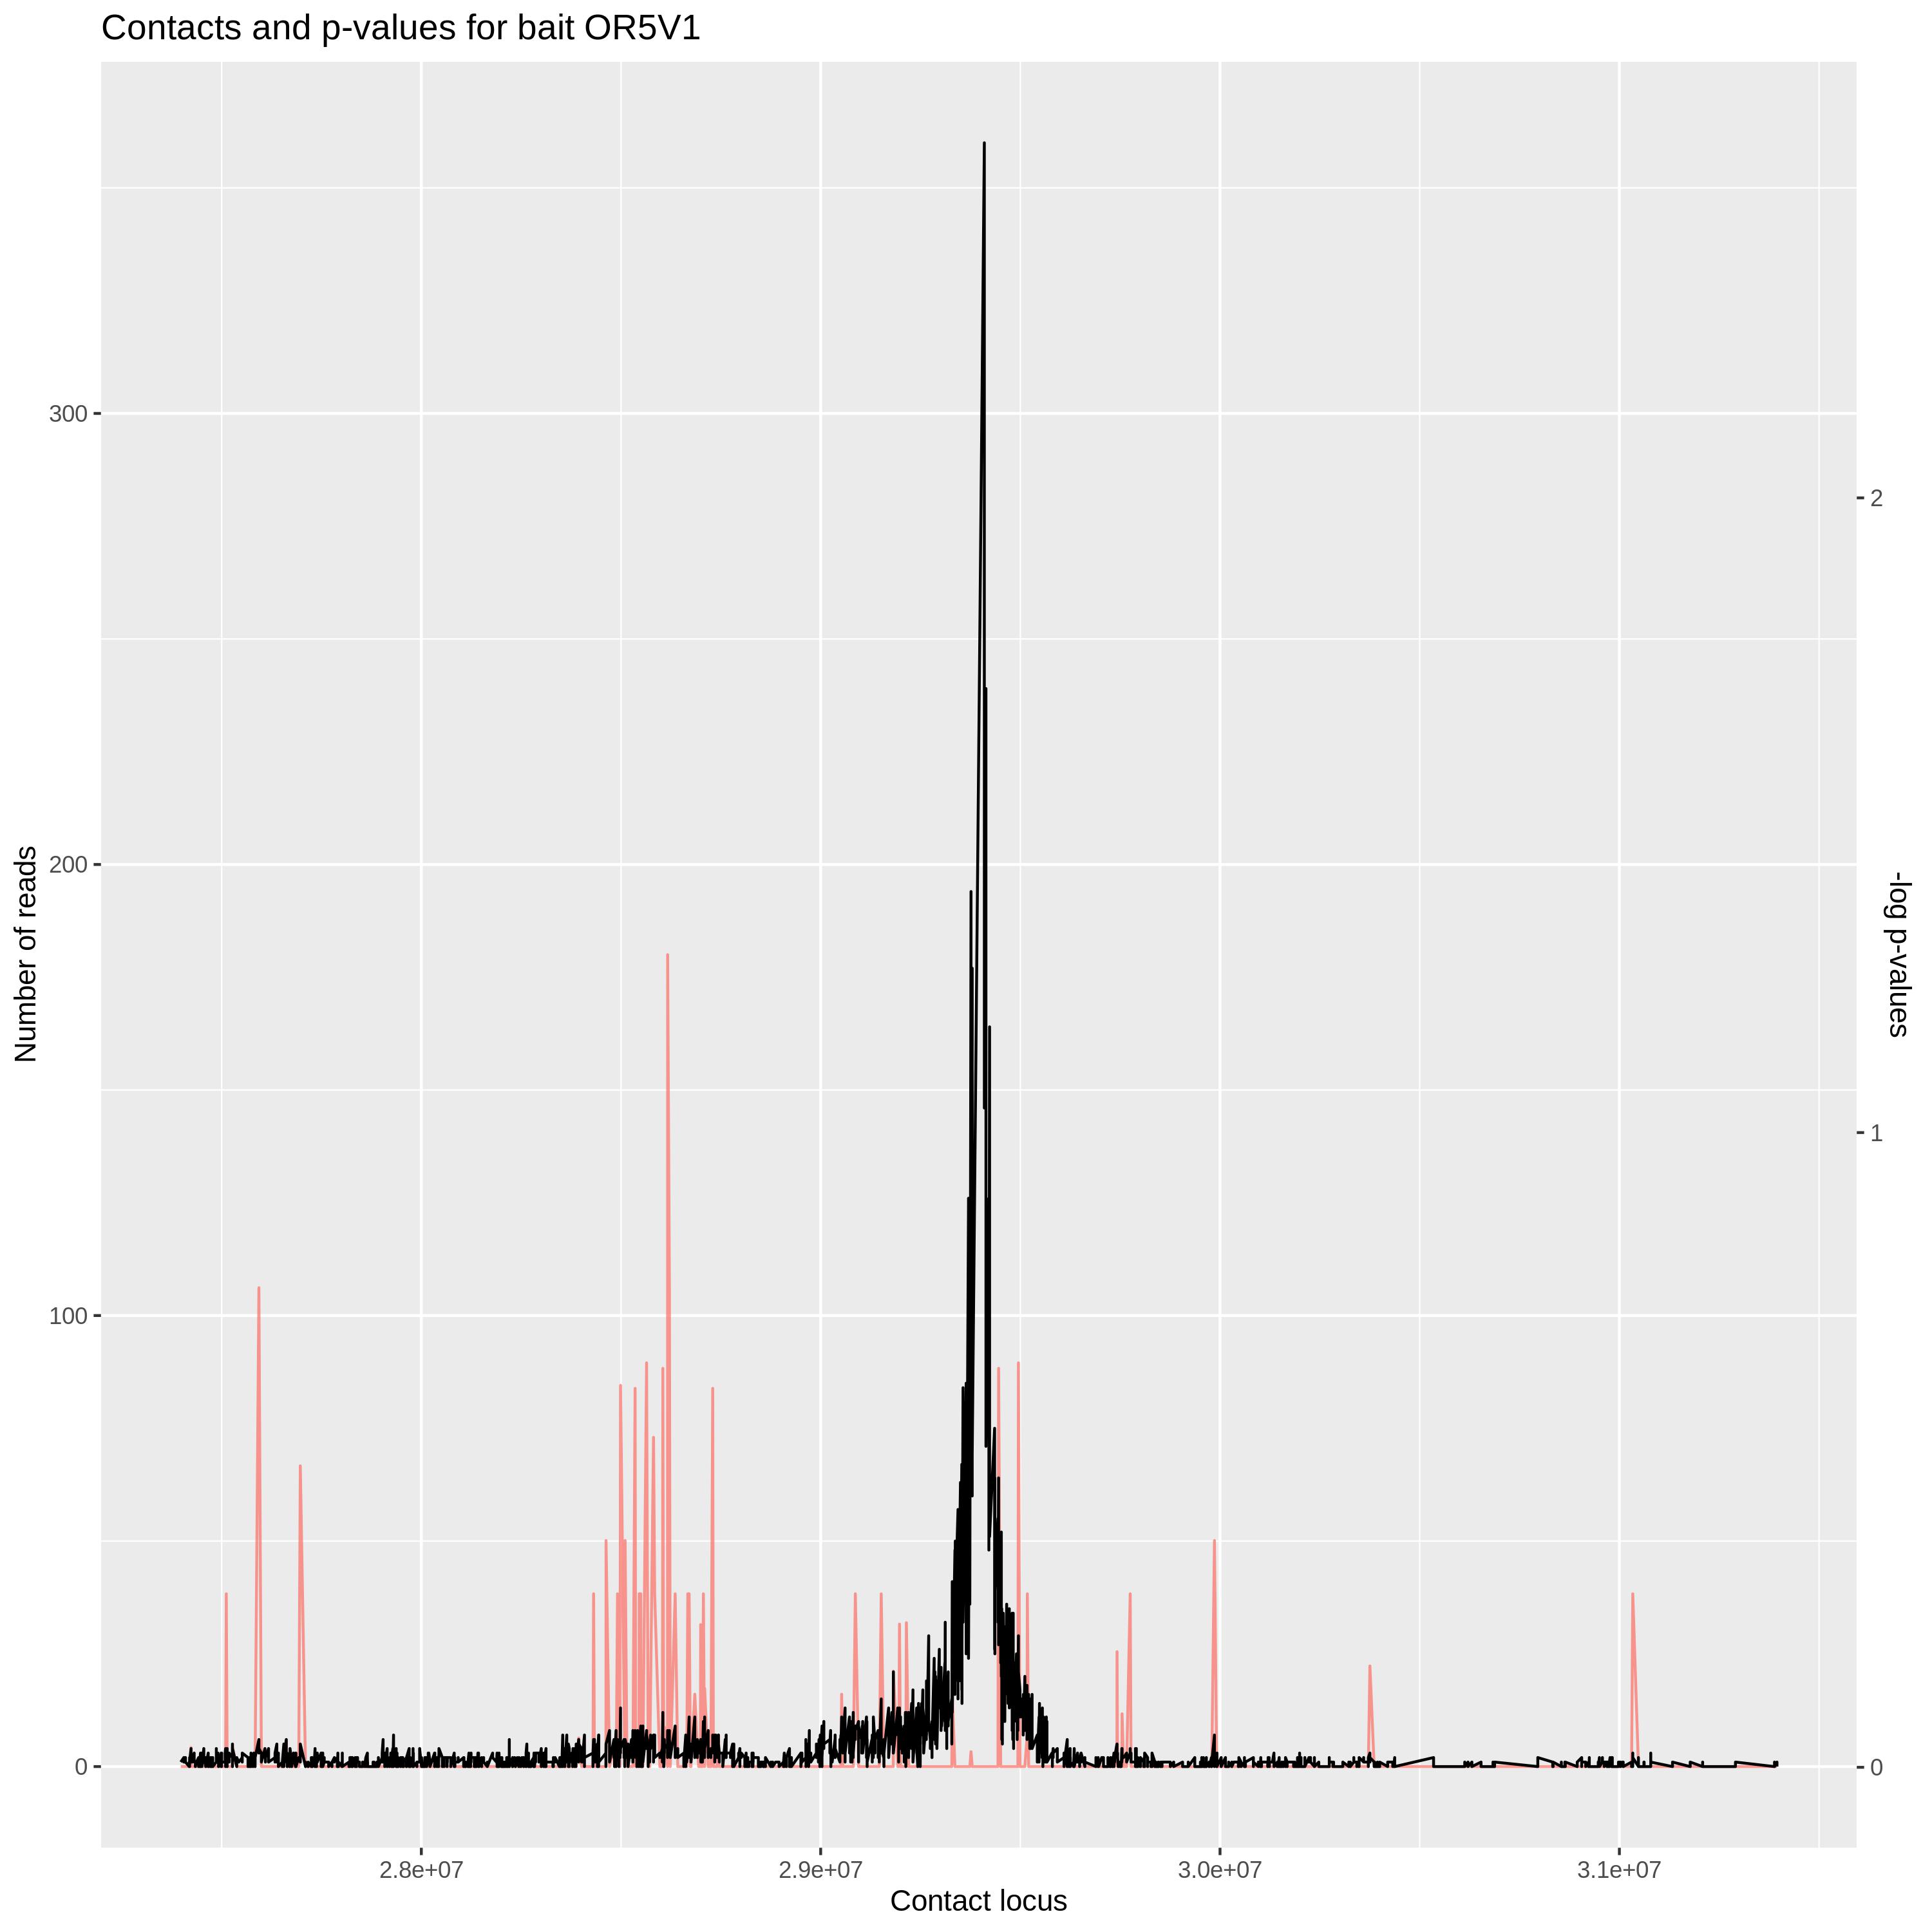 Contacts and p-values for bait OR5V1
Number of reads
300
200
100
0
2
1
0
-log p-values
2.8e+07
2.9e+07
3.0e+07
3.1e+07
Contact locus